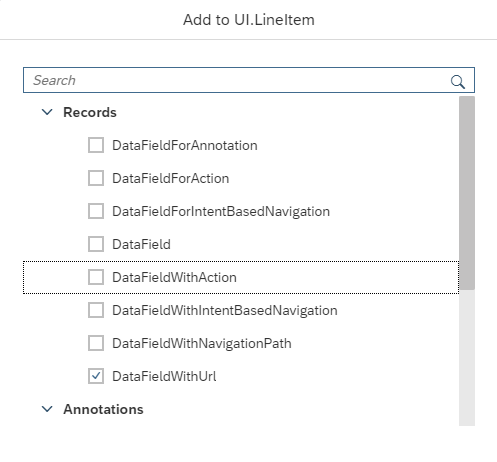 Add to UI.LineItem
Search
Records
DataFieldForAnnotation
DataFieldForAction
DataFieldForIntentBasedNavigation
DataField
DataFieldWithAction
DataFieldWithIntentBasedNavigation
DataFieldWithNavigationPath
DataFieldWithUrl
Annotations